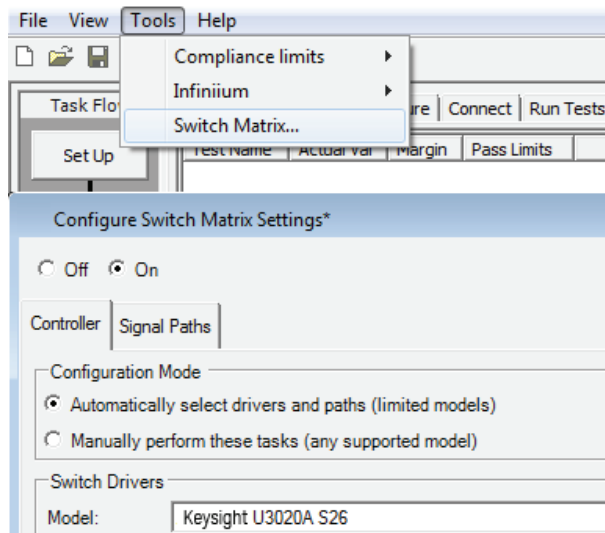 File View Tools Help
Compliance limits
Infiniium
Task Flo
Connect Run Tests
Switch Matrix...
Set Up
Test Name Actual Val Margin Pass Limits
Configure Switch Matrix Settings*
Off On
Controller Signal Paths
Configuration Mode
Automatically select drivers and paths (limited models)
Manually perform these tasks (any supported model)
Switch Drivers
Model: Keysight U3020A S26